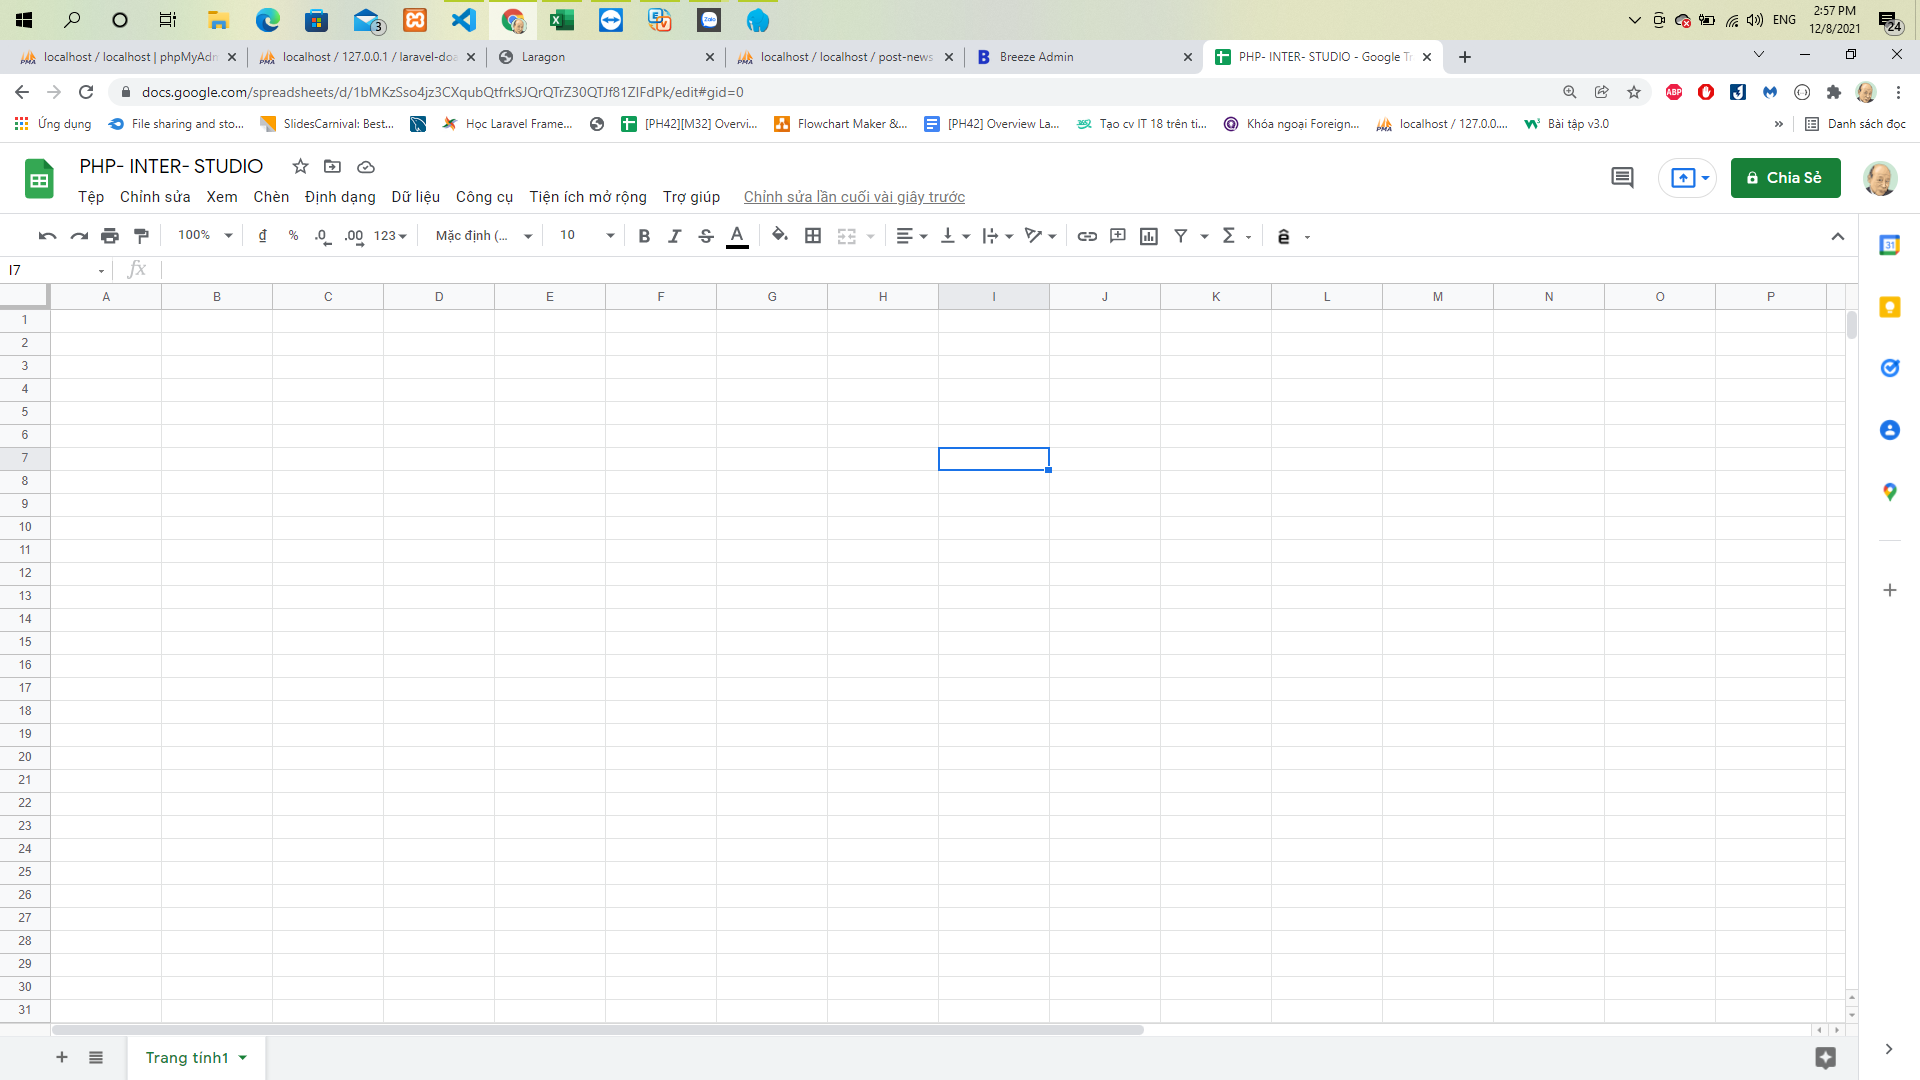 3
ENG
2:57 PM
12/8/2021
24
localhost / localhost | phpMyAdm
localhost / 127.0.0.1 / laravel-doa
Laragon
localhost / localhost / post-news
Breeze Admin
PHP- INTER- STUDIO - Google Tr
docs.google.com/spreadsheets/d/1bMKzSso4jz3CXqubQtfrkSJQrQTrZ30QTJf81ZIFdPk/edit#gid=0
ABP
Ứng dụng
File sharing and sto...
SlidesCarnival: Best...
Học Laravel Frame...
[PH42][M32] Overvi...
Flowchart Maker &...
[PH42] Overview La...
Tạo cv IT 18 trên ti...
Khóa ngoại Foreign...
localhost / 127.0.0....
Bài tập v3.0
»
Danh sách đọc
PHP- INTER- STUDIO
Tệp Chỉnh sửa Xem Chèn Định dạng Dữ liệu Công cụ Tiện ích mở rộng Trợ giúp Chỉnh sửa lần cuối vài giây trước
Chia Sẻ
100% ₫ % .0 .00 123 Mặc định (... 10 B I S A Σ ê
31
I7 fx
A B C D E F G H I J K L M N O P
1
2
3
4
5
6
7
8
9
10
11
12
13
14
15
16
17
18
19
20
21
22
23
24
25
26
27
28
29
30
31
Trang tính1